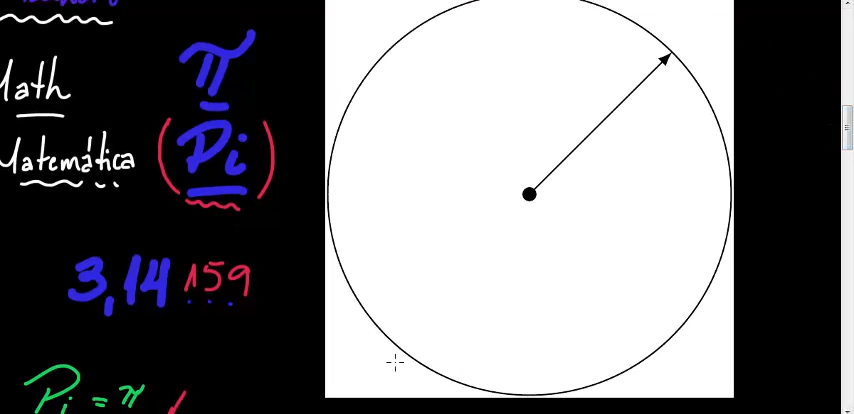 Math
Matemática
π
(Pi)
3,14159...
Pi = π